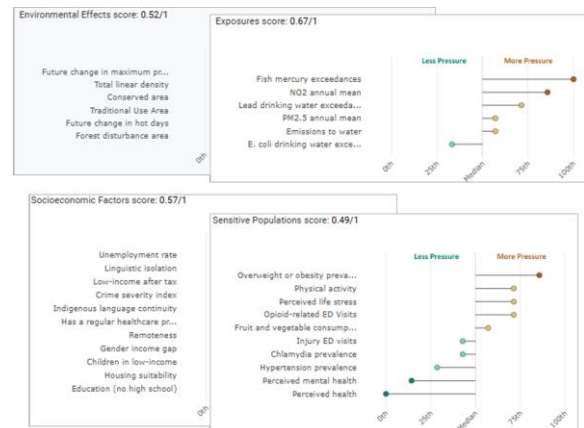 Environmental Effects score: 0.52/1
Future change in maximum pr...
Total linear density
Conserved area
Traditional Use Area
Future change in hot days
Forest disturbance area
0th
Exposures score: 0.67/1
Less Pressure More Pressure
Fish mercury exceedances
NO2 annual mean
Lead drinking water exceeda...
PM2.5 annual mean
Emissions to water
E. coli drinking water exce...
0th 25th Median 75th 100th
Socioeconomic Factors score: 0.57/1
Unemployment rate
Linguistic isolation
Low-income after tax
Crime severity index
Indigenous language continuity
Has a regular healthcare pr...
Remoteness
Gender income gap
Children in low-income
Housing suitability
Education (no high school)
0th
Sensitive Populations score: 0.49/1
Less Pressure More Pressure
Overweight or obesity preva...
Physical activity
Perceived life stress
Opioid-related ED Visits
Fruit and vegetable consump...
Injury ED visits
Chlamydia prevalence
Hypertension prevalence
Perceived mental health
Perceived health
0th 25th Median 75th 100th